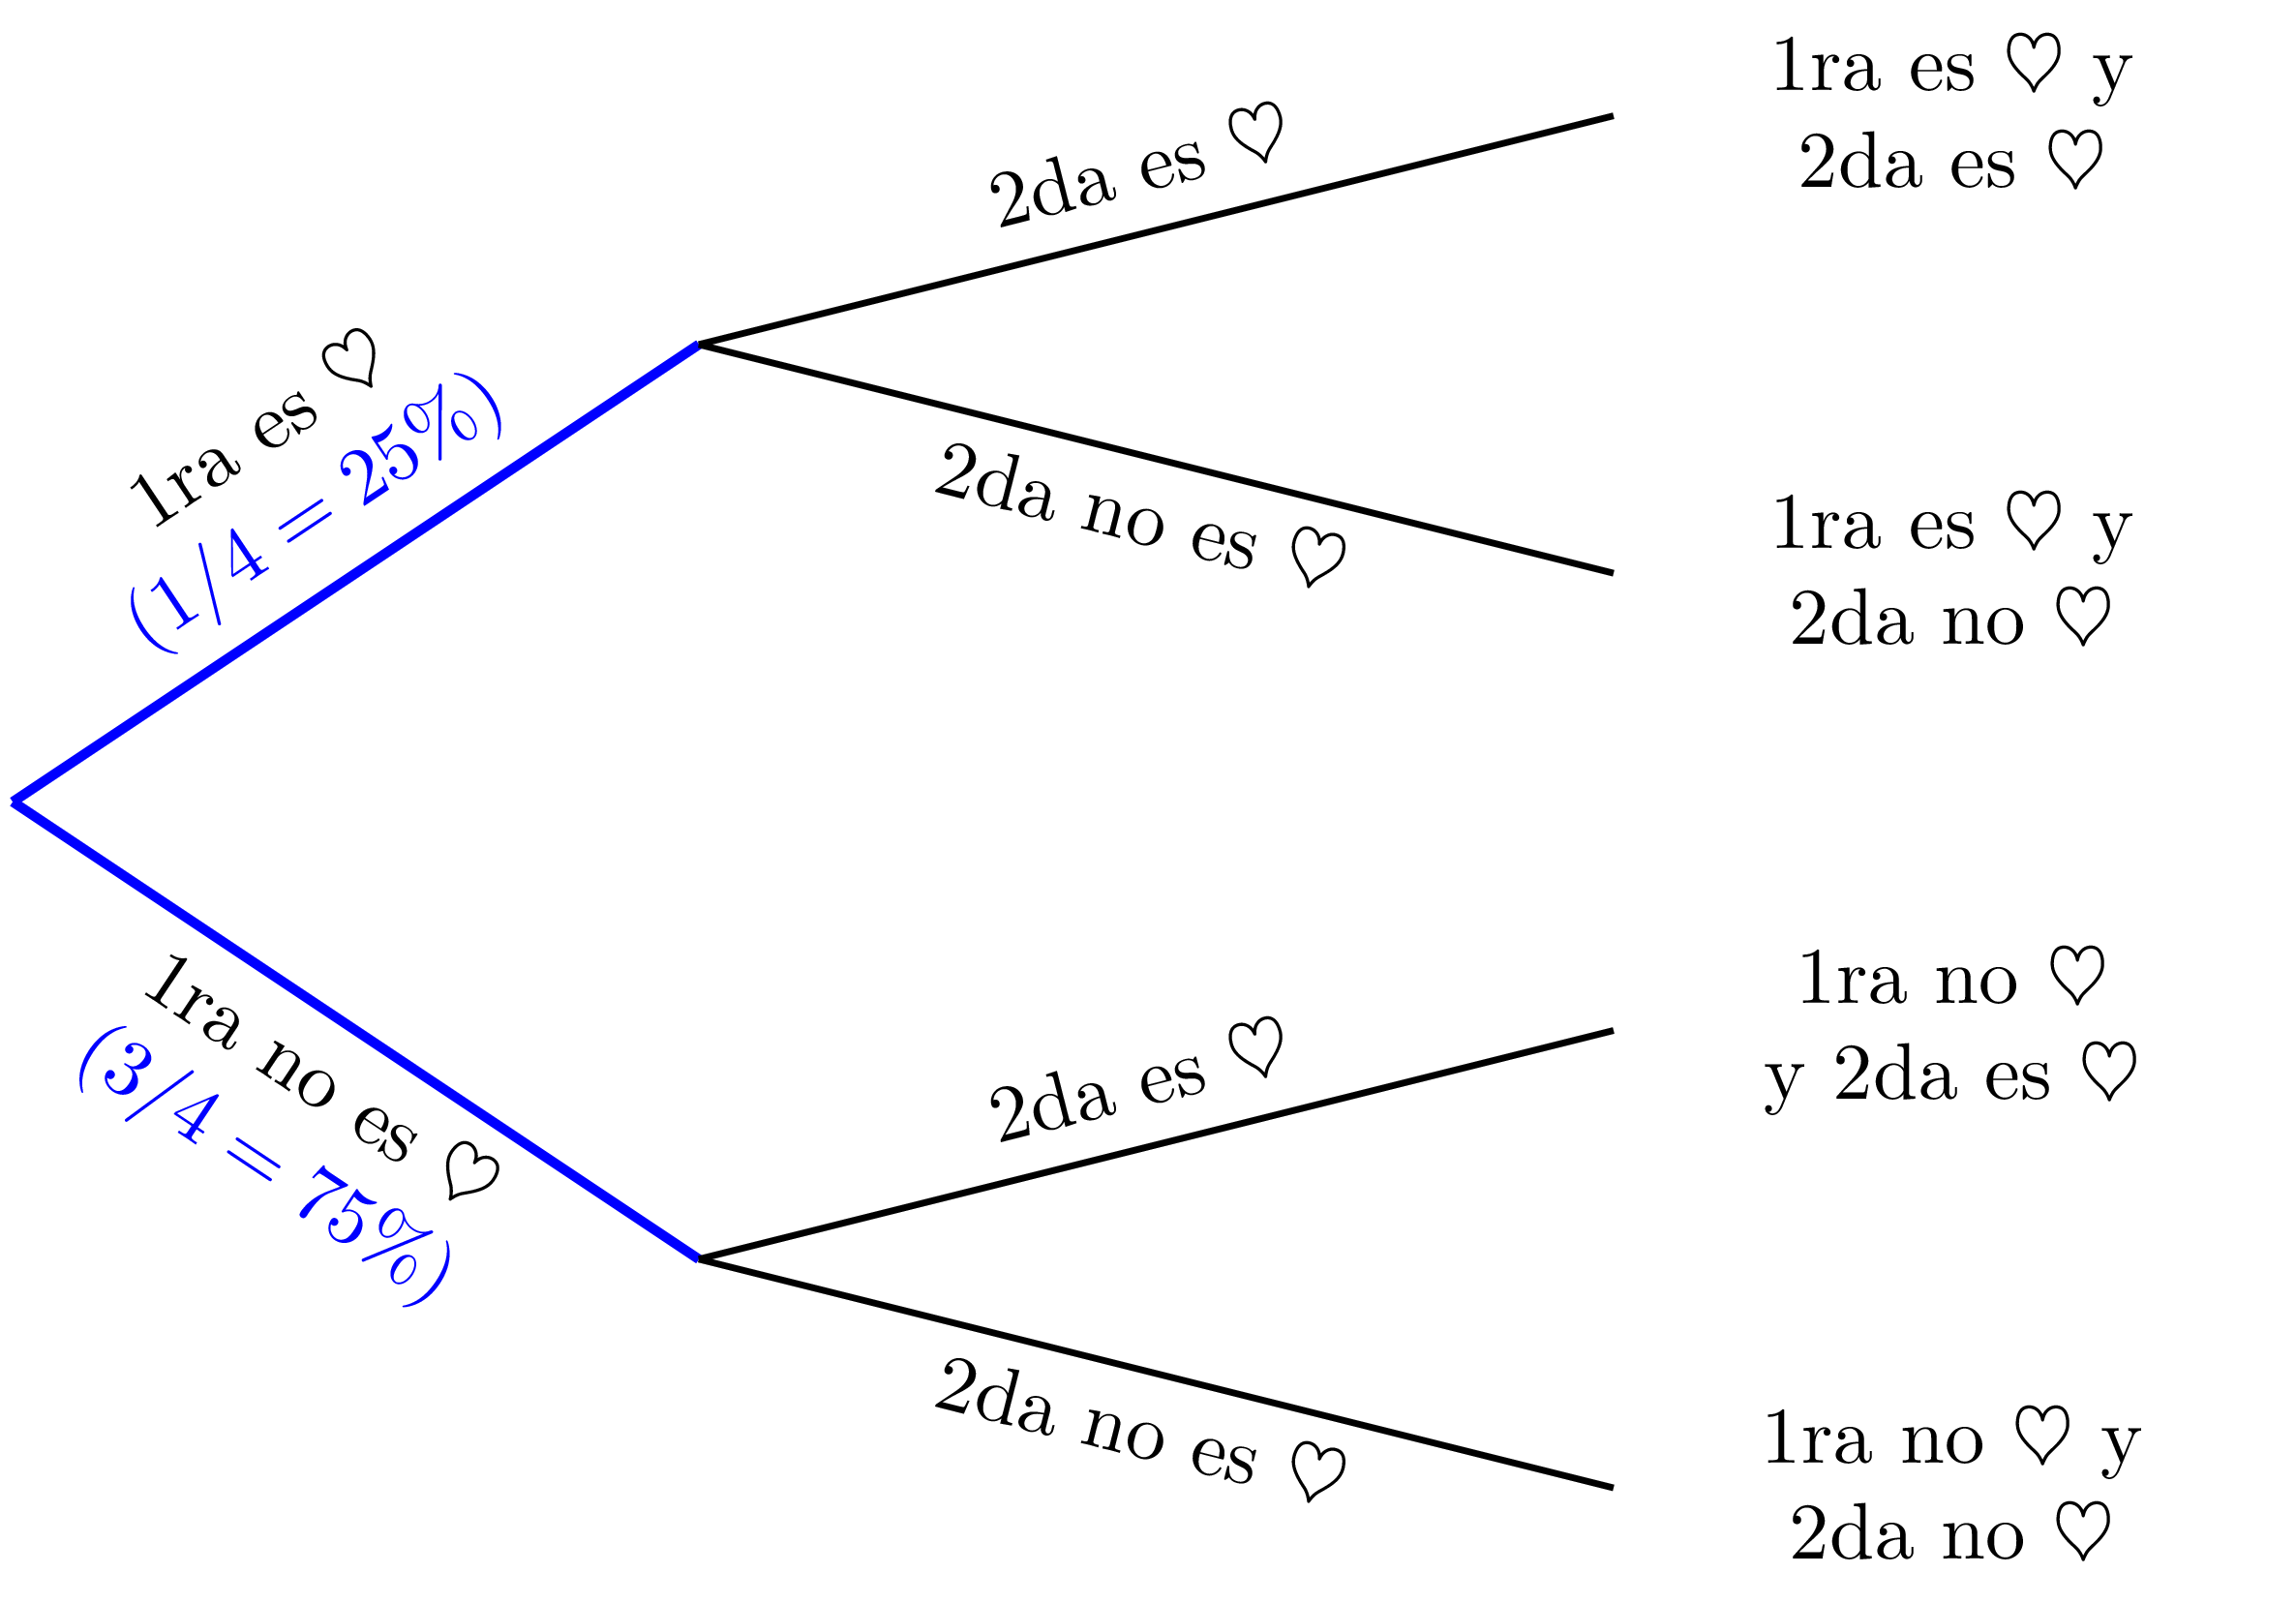 1ra es ♡ y
2da es ♡
2da es ♡
1ra es ♡
(1/4 = 25%)
2da no es ♡
1ra es ♡ y
2da no ♡
1ra no es ♡
(3/4 = 75%)
2da es ♡
1ra no ♡
y 2da es ♡
2da no es ♡
1ra no ♡ y
2da no ♡